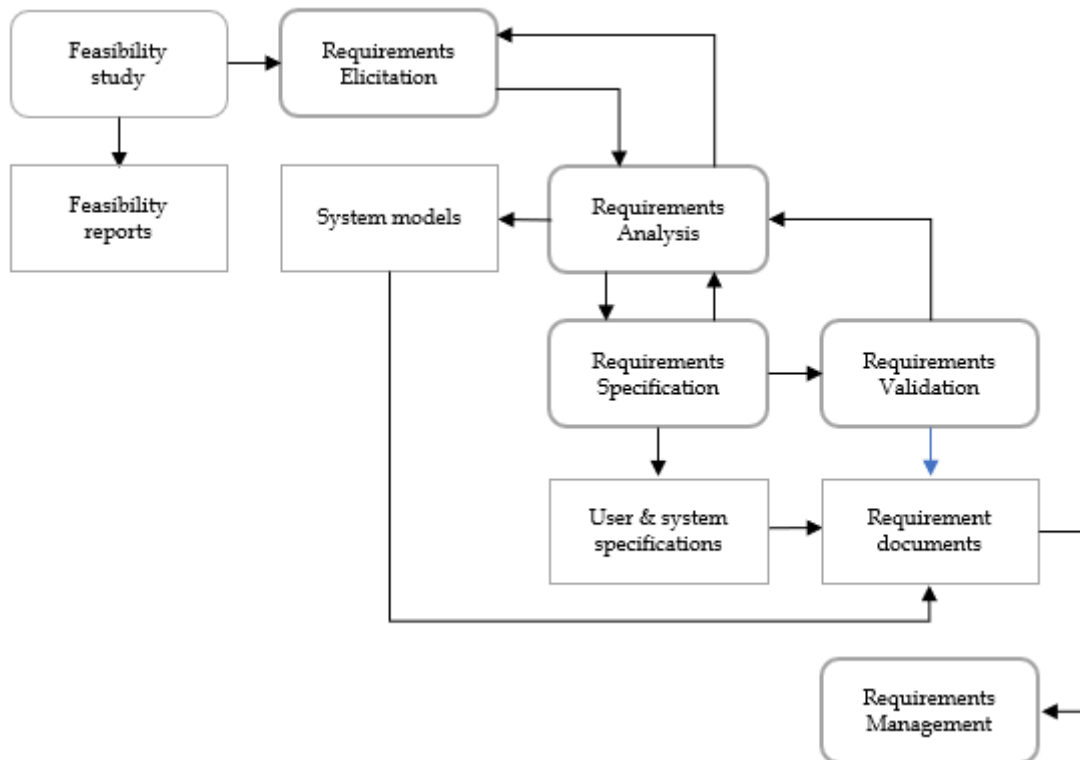 Feasibility
study
Requirements
Elicitation
Feasibility
reports
System models
Requirements
Analysis
Requirements
Specification
Requirements
Validation
User & system
specifications
Requirement
documents
Requirements
Management